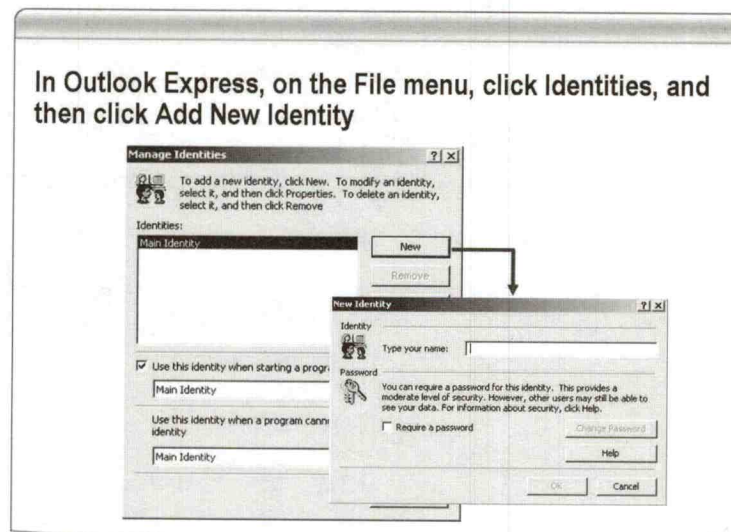 In Outlook Express, on the File menu, click Identities, and
then click Add New Identity
Manage Identities
To add a new identity, click New. To modify an identity,
select it, and then click Properties. To delete an identity,
select it, and then click Remove
Identities:
Main Identity
New
Remove
Use this identity when starting a progra
Main Identity
Use this identity when a program cann
identity
Main Identity
New Identity
Identity
Type your name:
Password
You can require a password for this identity. This provides a
moderate level of security. However, other users may still be able to
see your data. For information about security, click Help.
Require a password
Change Password
Help
OK
Cancel